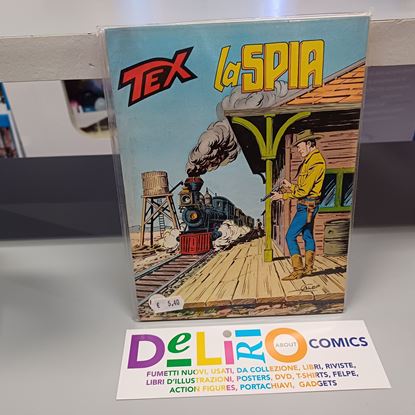 TEX
la SPIA
€ 5,40
DeLiRiO
ABOUT
COMICS
FUMETTI NUOVI, USATI, DA COLLEZIONE, LIBRI, RIVISTE,
LIBRI D'ILLUSTRAZIONI, POSTERS, DVD, T-SHIRTS, FELPE,
ACTION FIGURES, PORTACHIAVI, GADGETS